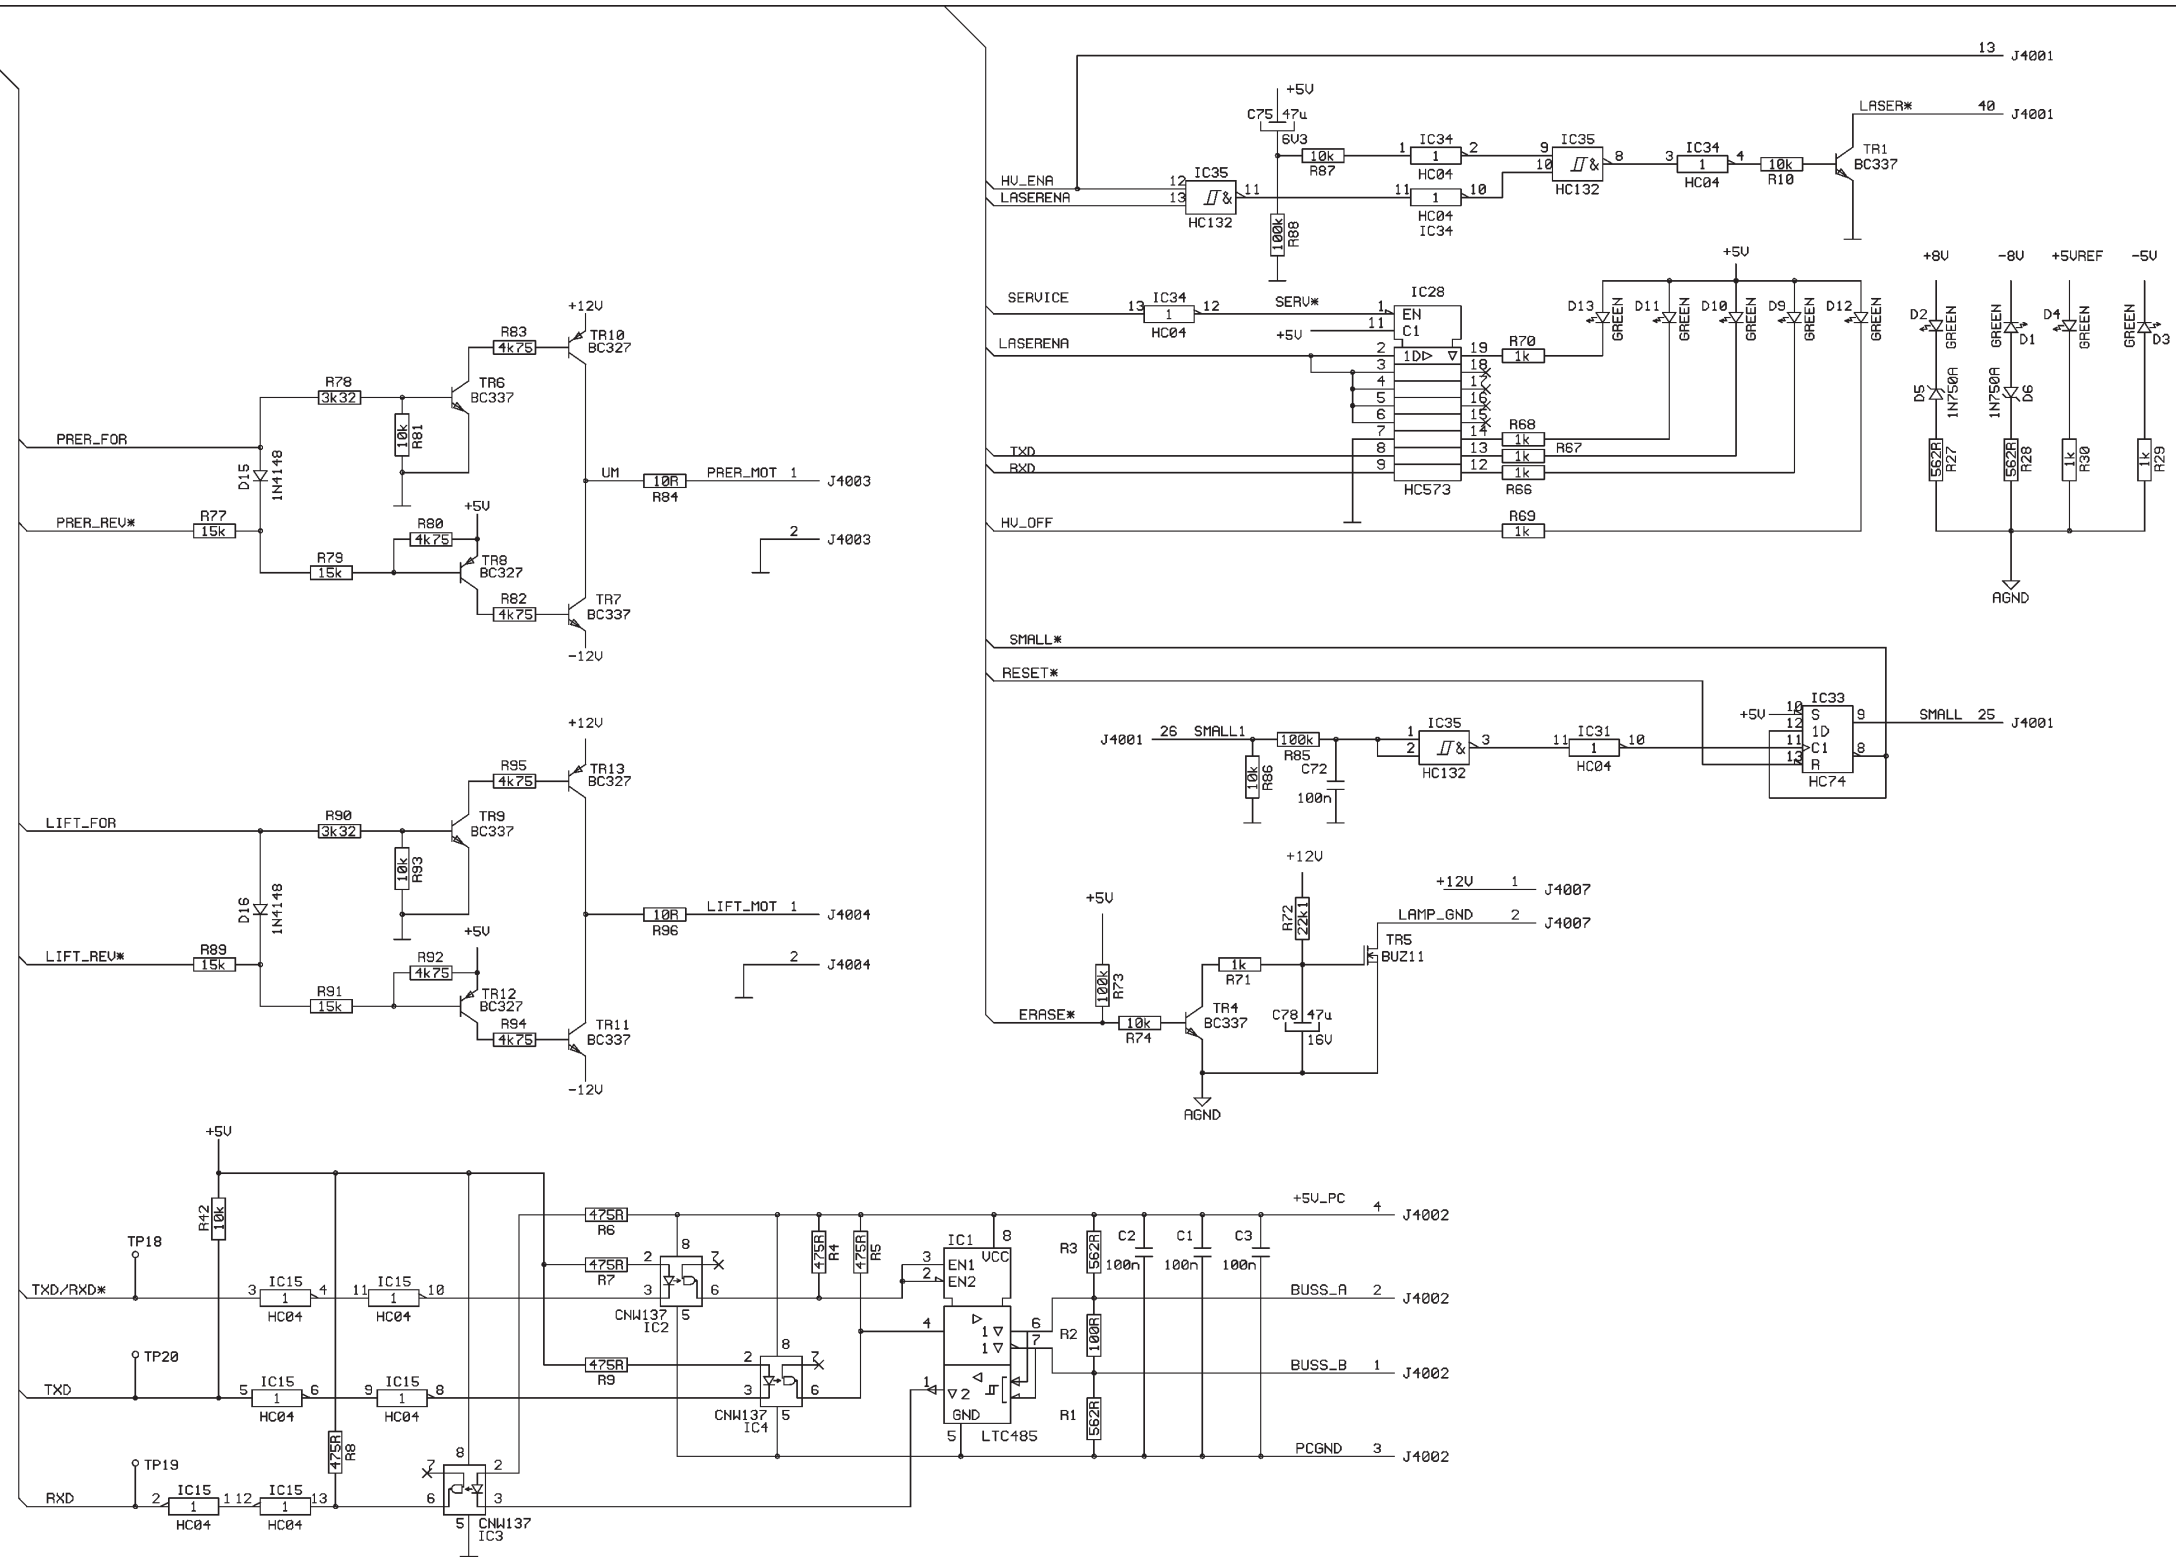 PRER_FOR
D15
1N4148
PRER_REV*
R77
15k
R78
3k32
10k
R81
TR6
BC337
R83
4k75
+12V
TR10
BC327
UM
10R
R84
PRER_MOT 1 J4003
2 J4003
+5V
R80
4k75
R79
15k
TR8
BC327
R82
4k75
TR7
BC337
-12V
LIFT_FOR
D16
1N4148
LIFT_REV*
R89
15k
R90
3k32
10k
R93
TR9
BC337
R95
4k75
+12V
TR13
BC327
10R
R96
LIFT_MOT 1 J4004
2 J4004
+5V
R92
4k75
R91
15k
TR12
BC327
R94
4k75
TR11
BC337
-12V
13 J4001
+5V
C75 47u
6V3
10k
R87
100k
R88
HV_ENA
LASERENA
12
13
IC35
HC132
11
1
IC34
1
2
HC04
11
1
10
HC04
IC34
9
10
IC35
HC132
8
3
IC34
1
4
HC04
10k
R10
TR1
BC337
LASER* 40 J4001
SERVICE
13
IC34
1
12
HC04
SERV*
+5V
LASERENA
TXD
RXD
HV_OFF
IC28
1
EN
11
C1
2
1D
3
4
5
6
7
8
9
19
18
17
16
15
14
13
12
HC573
R70
1k
R68
1k
1k
R67
1k
R66
R69
1k
+5V
D13
GREEN
D11
GREEN
D10
GREEN
D9
GREEN
D12
GREEN
+8V
-8V
+5VREF
-5V
D2
GREEN
GREEN
D1
D4
GREEN
GREEN
D3
D5
1N750A
1N750A
D6
562R
R27
562R
R28
1k
R30
1k
R29
AGND
SMALL*
RESET*
J4001 26 SMALL1
100k
R85
10k
R86
C72
100n
1
2
IC35
HC132
3
11
IC31
1
10
HC04
+5V
IC33
10
S
12
1D
11
C1
13
R
9
8
HC74
SMALL 25 J4001
ERASE*
+5V
100k
R73
10k
R74
TR4
BC337
1k
R71
+12V
R72
22k1
C78 47u
16V
TR5
BUZ11
+12V 1 J4007
LAMP_GND 2 J4007
AGND
+5V
R42
10k
TP18
TXD/RXD*
3
IC15
1
4
HC04
11
IC15
1
10
HC04
TP20
TXD
5
IC15
1
6
HC04
9
IC15
1
8
HC04
475R
R8
TP19
RXD
2
IC15
1
1
HC04
12
IC15
1
13
HC04
8
7
6
5
2
3
CNW137
IC3
475R
R6
475R
R7
475R
R9
2
3
8
7
6
5
CNW137
IC2
2
3
8
7
6
5
CNW137
IC4
475R
R4
475R
R5
IC1
8
VCC
3
EN1
2
EN2
4
1
6
1
7
1
2
GND
5
LTC485
R3
562R
R2
100R
R1
562R
C2
100n
C1
100n
C3
100n
+5V_PC 4 J4002
BUSS_A 2 J4002
BUSS_B 1 J4002
PCGND 3 J4002